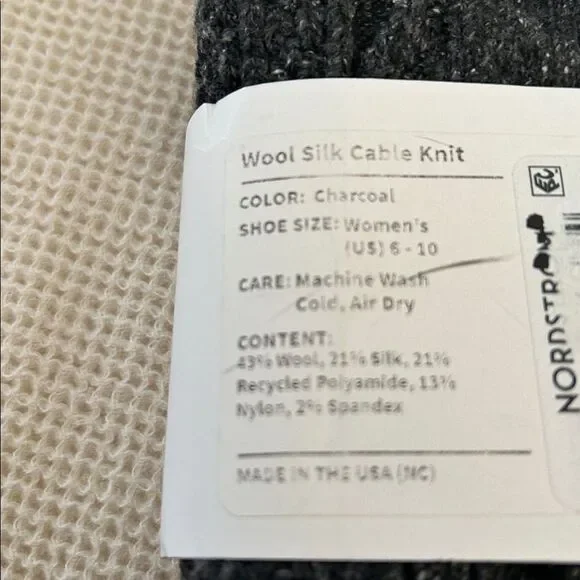 Wool Silk Cable Knit
COLOR: Charcoal
SHOE SIZE: Women's
(US) 6 - 10
CARE: Machine Wash
Cold, Air Dry
CONTENT:
43% Wool, 21% Silk, 21%
Recycled Polyamide, 13%
Nylon, 2% Spandex
MADE IN THE USA (NC)
NORDSTROM